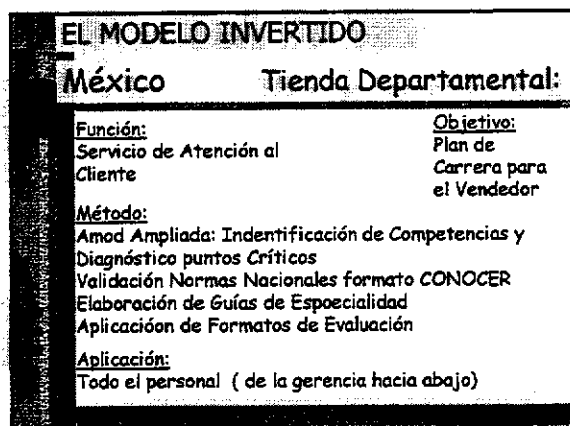 EL MODELO INVERTIDO
México Tienda Departamental:
Función:
Servicio de Atención al
Cliente
Objetivo:
Plan de
Carrera para
el Vendedor
Método:
Amod Ampliada: Indentificación de Competencias y
Diagnóstico puntos Críticos
Validación Normas Nacionales formato CONOCER
Elaboración de Guías de Espoecialidad
Aplicacióon de Formatos de Evaluación
Aplicación:
Todo el personal ( de la gerencia hacia abajo)